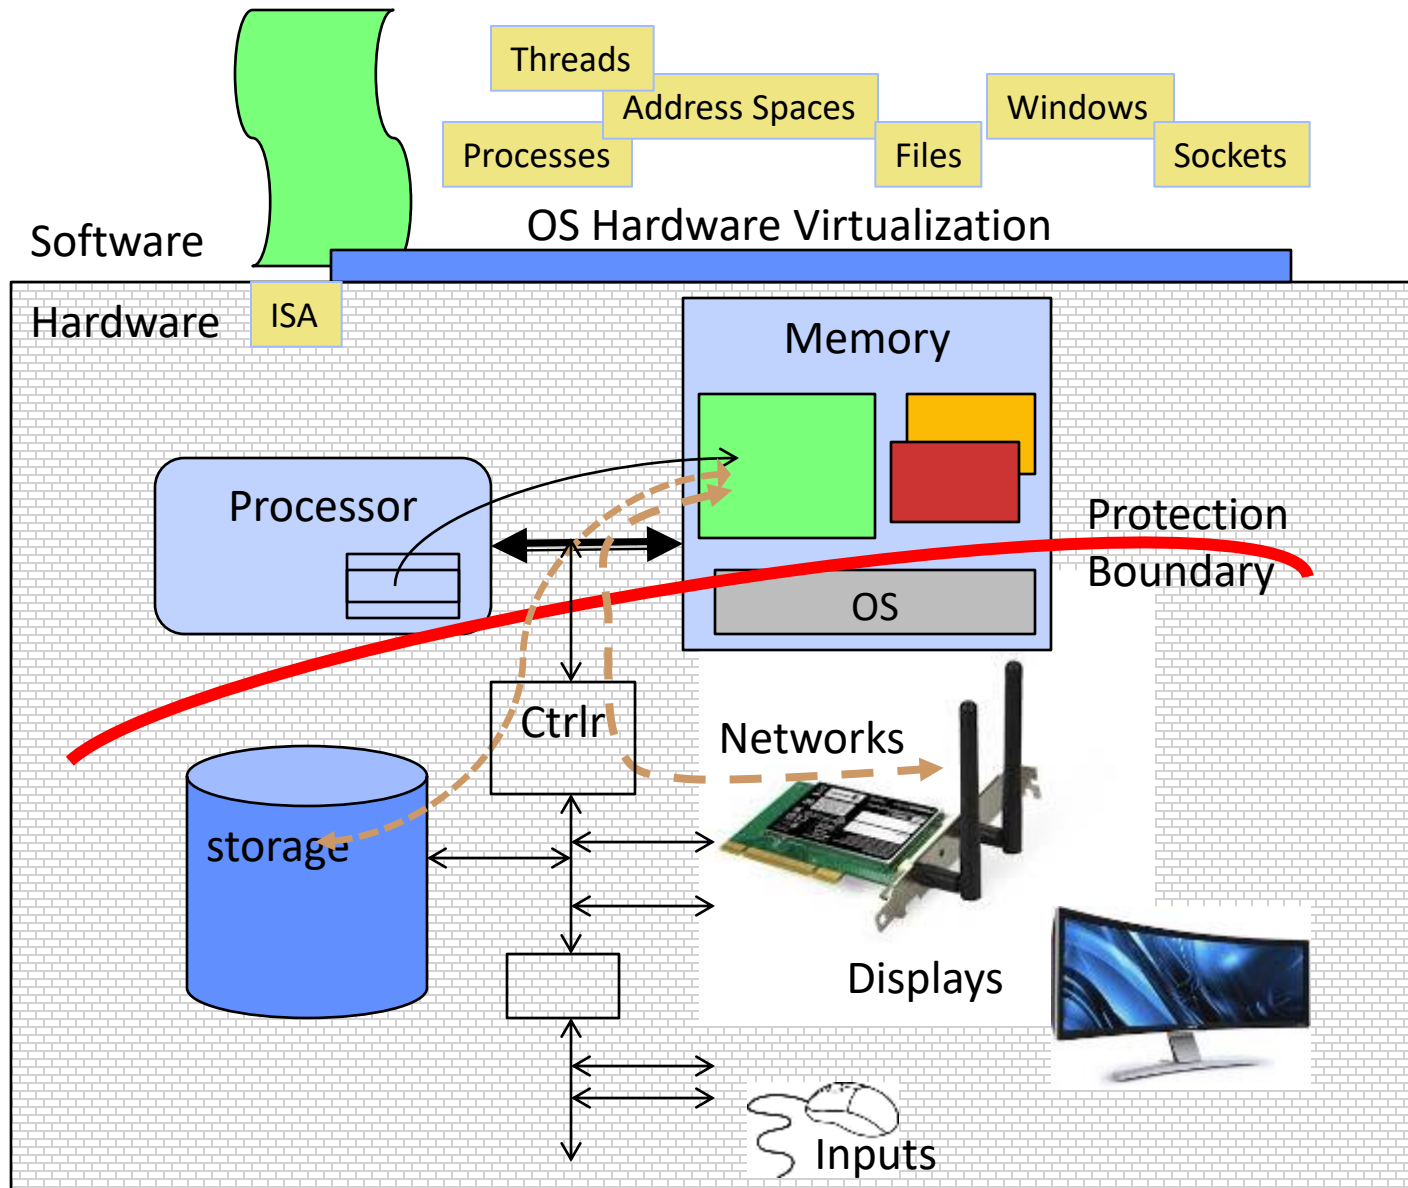 Threads
Address Spaces
Windows
Processes
Files
Sockets
Software
OS Hardware Virtualization
Hardware
ISA
Memory
Processor
Protection
Boundary
OS
Ctrlr
Networks
storage
Displays
Inputs